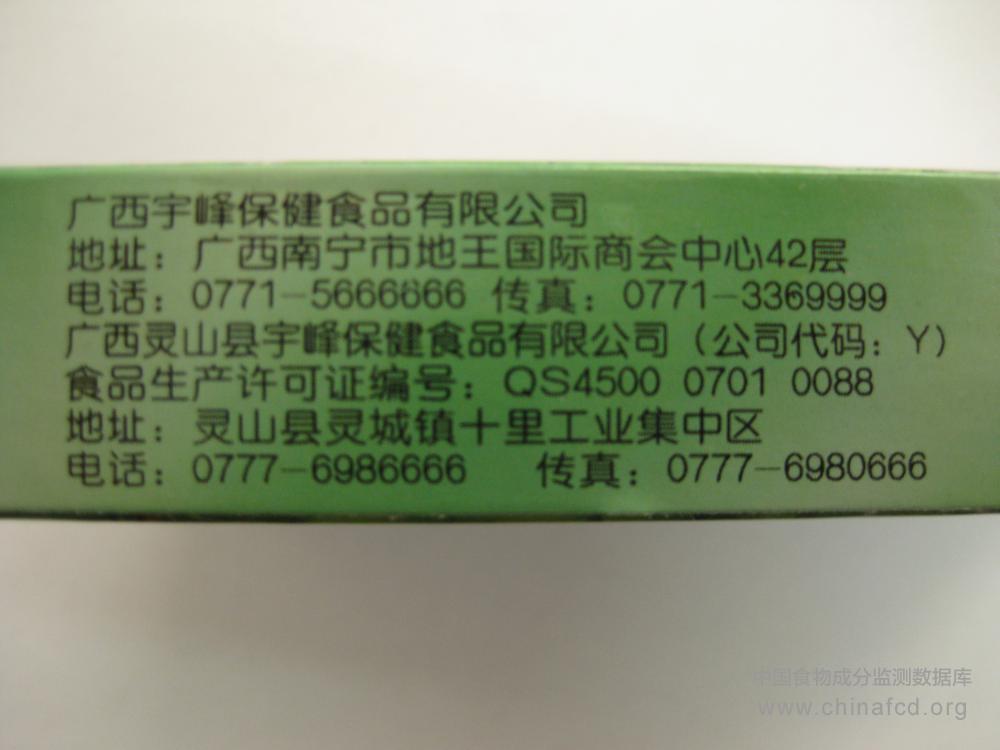 广西宇峰保健食品有限公司
地址：广西南宁市地王国际商会中心42层
电话：0771-5666666 传真：0771-3369999
广西灵山县宇峰保健食品有限公司（公司代码：Y）
食品生产许可证编号：QS4500 0701 0088
地址：灵山县灵城镇十里工业集中区
电话：0777-6986666 传真：0777-6980666
中国食物成分监测数据库
www.chinafcd.org